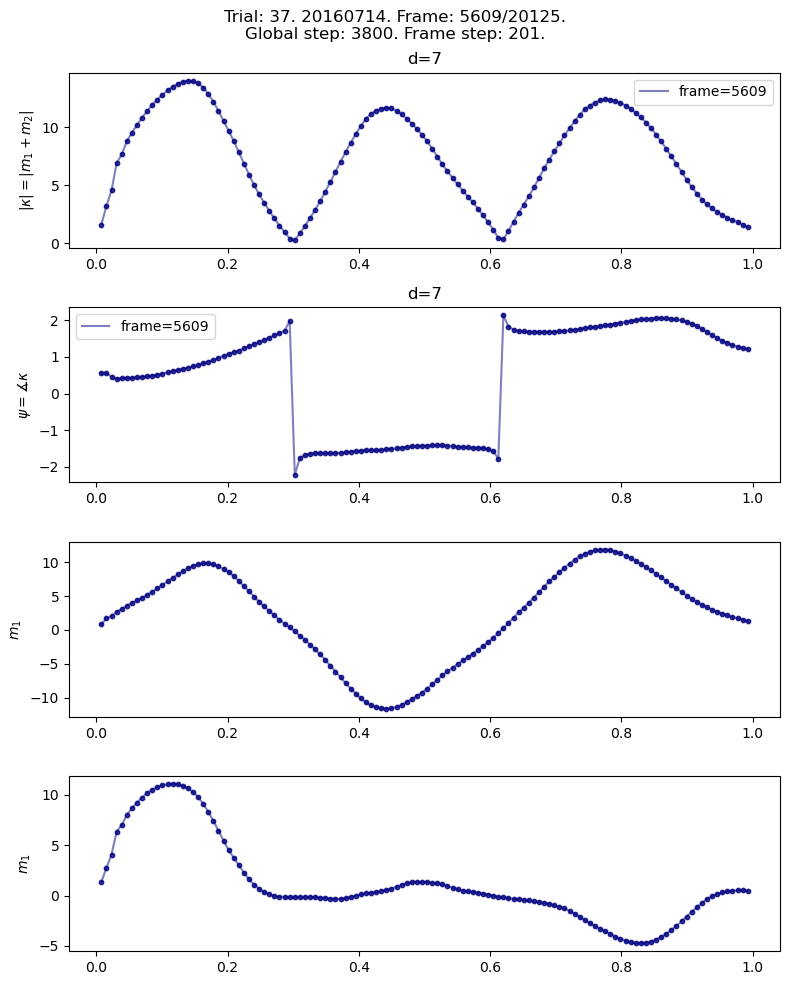 Trial: 37. 20160714. Frame: 5609/20125.
Global step: 3800. Frame step: 201.
d=7
|κ| = |m₁ + m₂|
10
5
0
frame=5609
0.0 0.2 0.4 0.6 0.8 1.0
d=7
ψ = ∡κ
2
1
0
−1
−2
frame=5609
0.0 0.2 0.4 0.6 0.8 1.0
m₁
10
5
0
−5
−10
0.0 0.2 0.4 0.6 0.8 1.0
m₁
10
5
0
−5
0.0 0.2 0.4 0.6 0.8 1.0